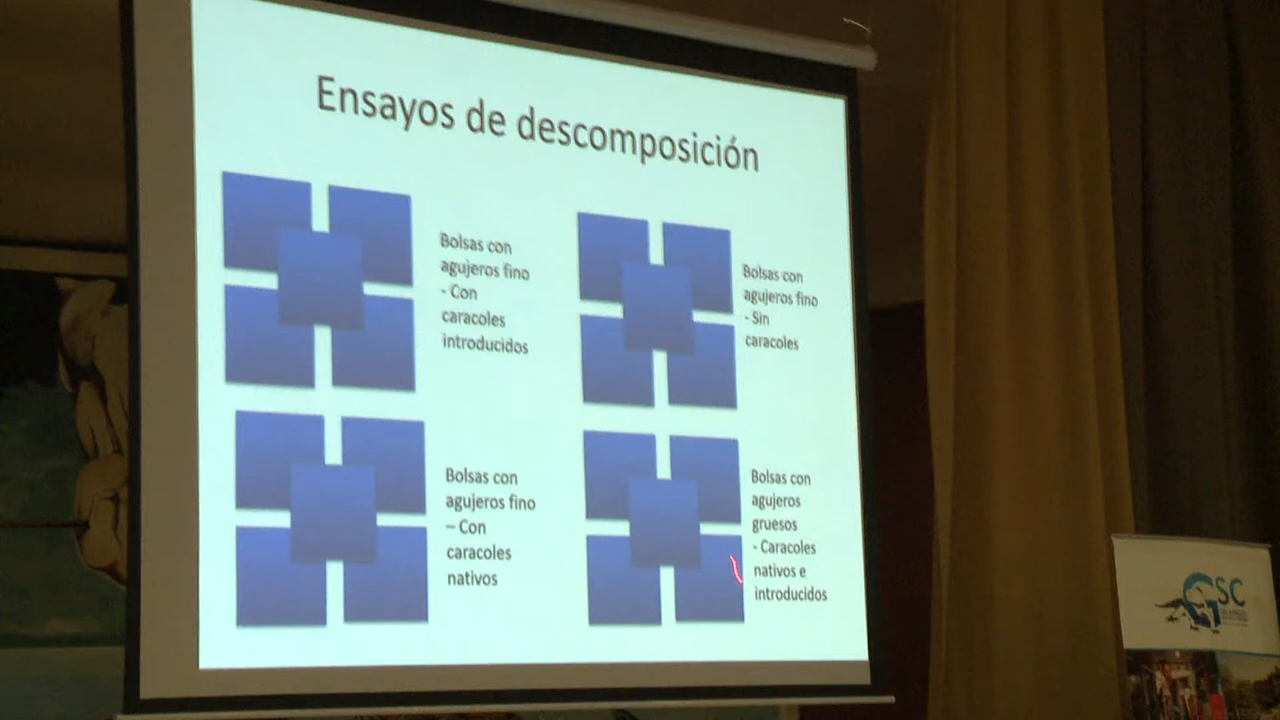 Ensayos de descomposición
Bolsas con
agujeros fino
- Con
caracoles
introducidos
Bolsas con
agujeros fino
- Sin
caracoles
Bolsas con
agujeros fino
– Con
caracoles
nativos
Bolsas con
agujeros
gruesos
- Caracoles
nativos e
introducidos
GSC